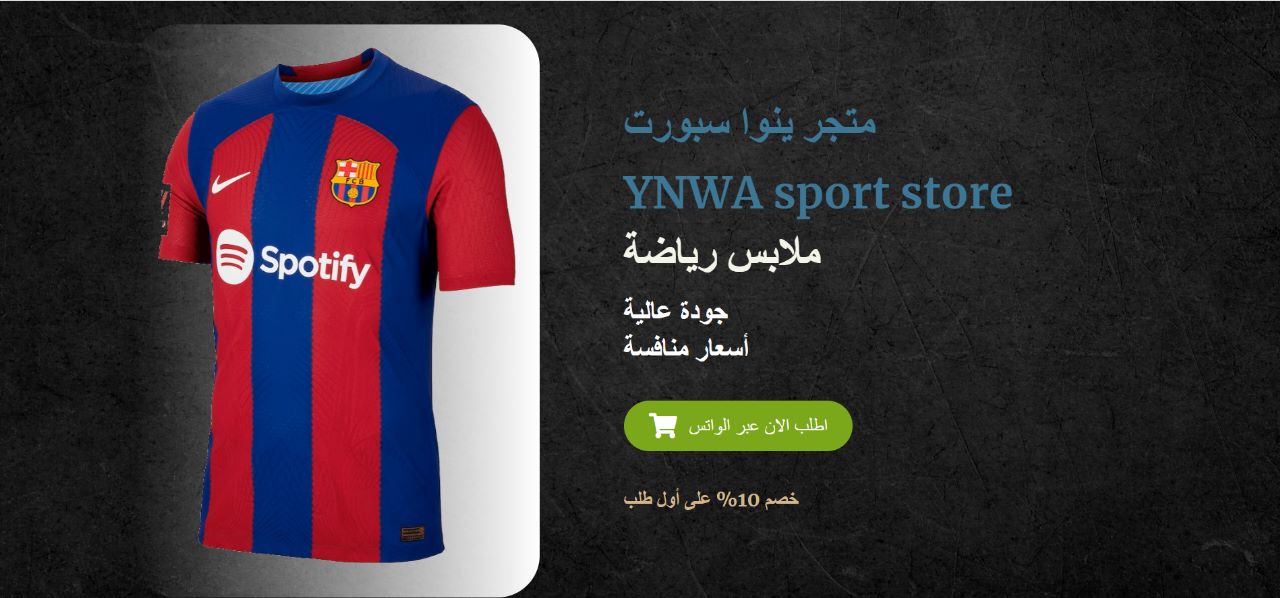 متجر ينوا سبورت
YNWA sport store
ملابس رياضة
جودة عالية
أسعار منافسة
اطلب الان عبر الواتس
خصم 10% على أول طلب
FCB
Spotify